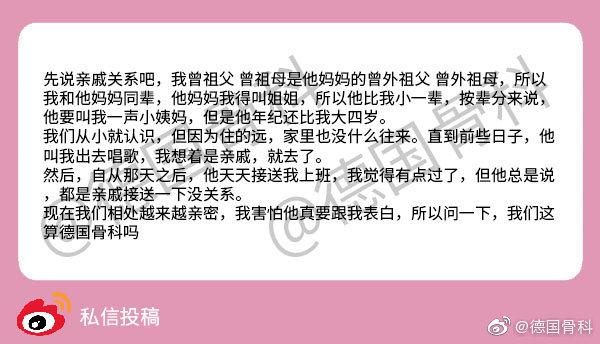 先说亲戚关系吧，我曾祖父 曾祖母是他妈妈的曾外祖父 曾外祖母，所以
我和他妈妈同辈，他妈妈我得叫姐姐，所以他比我小一辈，按辈分来说，
他要叫我一声小姨妈，但是他年纪还比我大四岁。
我们从小就认识，但因为住的远，家里也没什么往来。直到前些日子，他
叫我出去唱歌，我想着是亲戚，就去了。
然后，自从那天之后，他天天接送我上班，我觉得有点过了，但他总是说
，都是亲戚接送一下没关系。
现在我们相处越来越亲密，我害怕他真要跟我表白，所以问一下，我们这
算德国骨科吗
@德国骨科
@德国骨科
私信投稿
@德国骨科